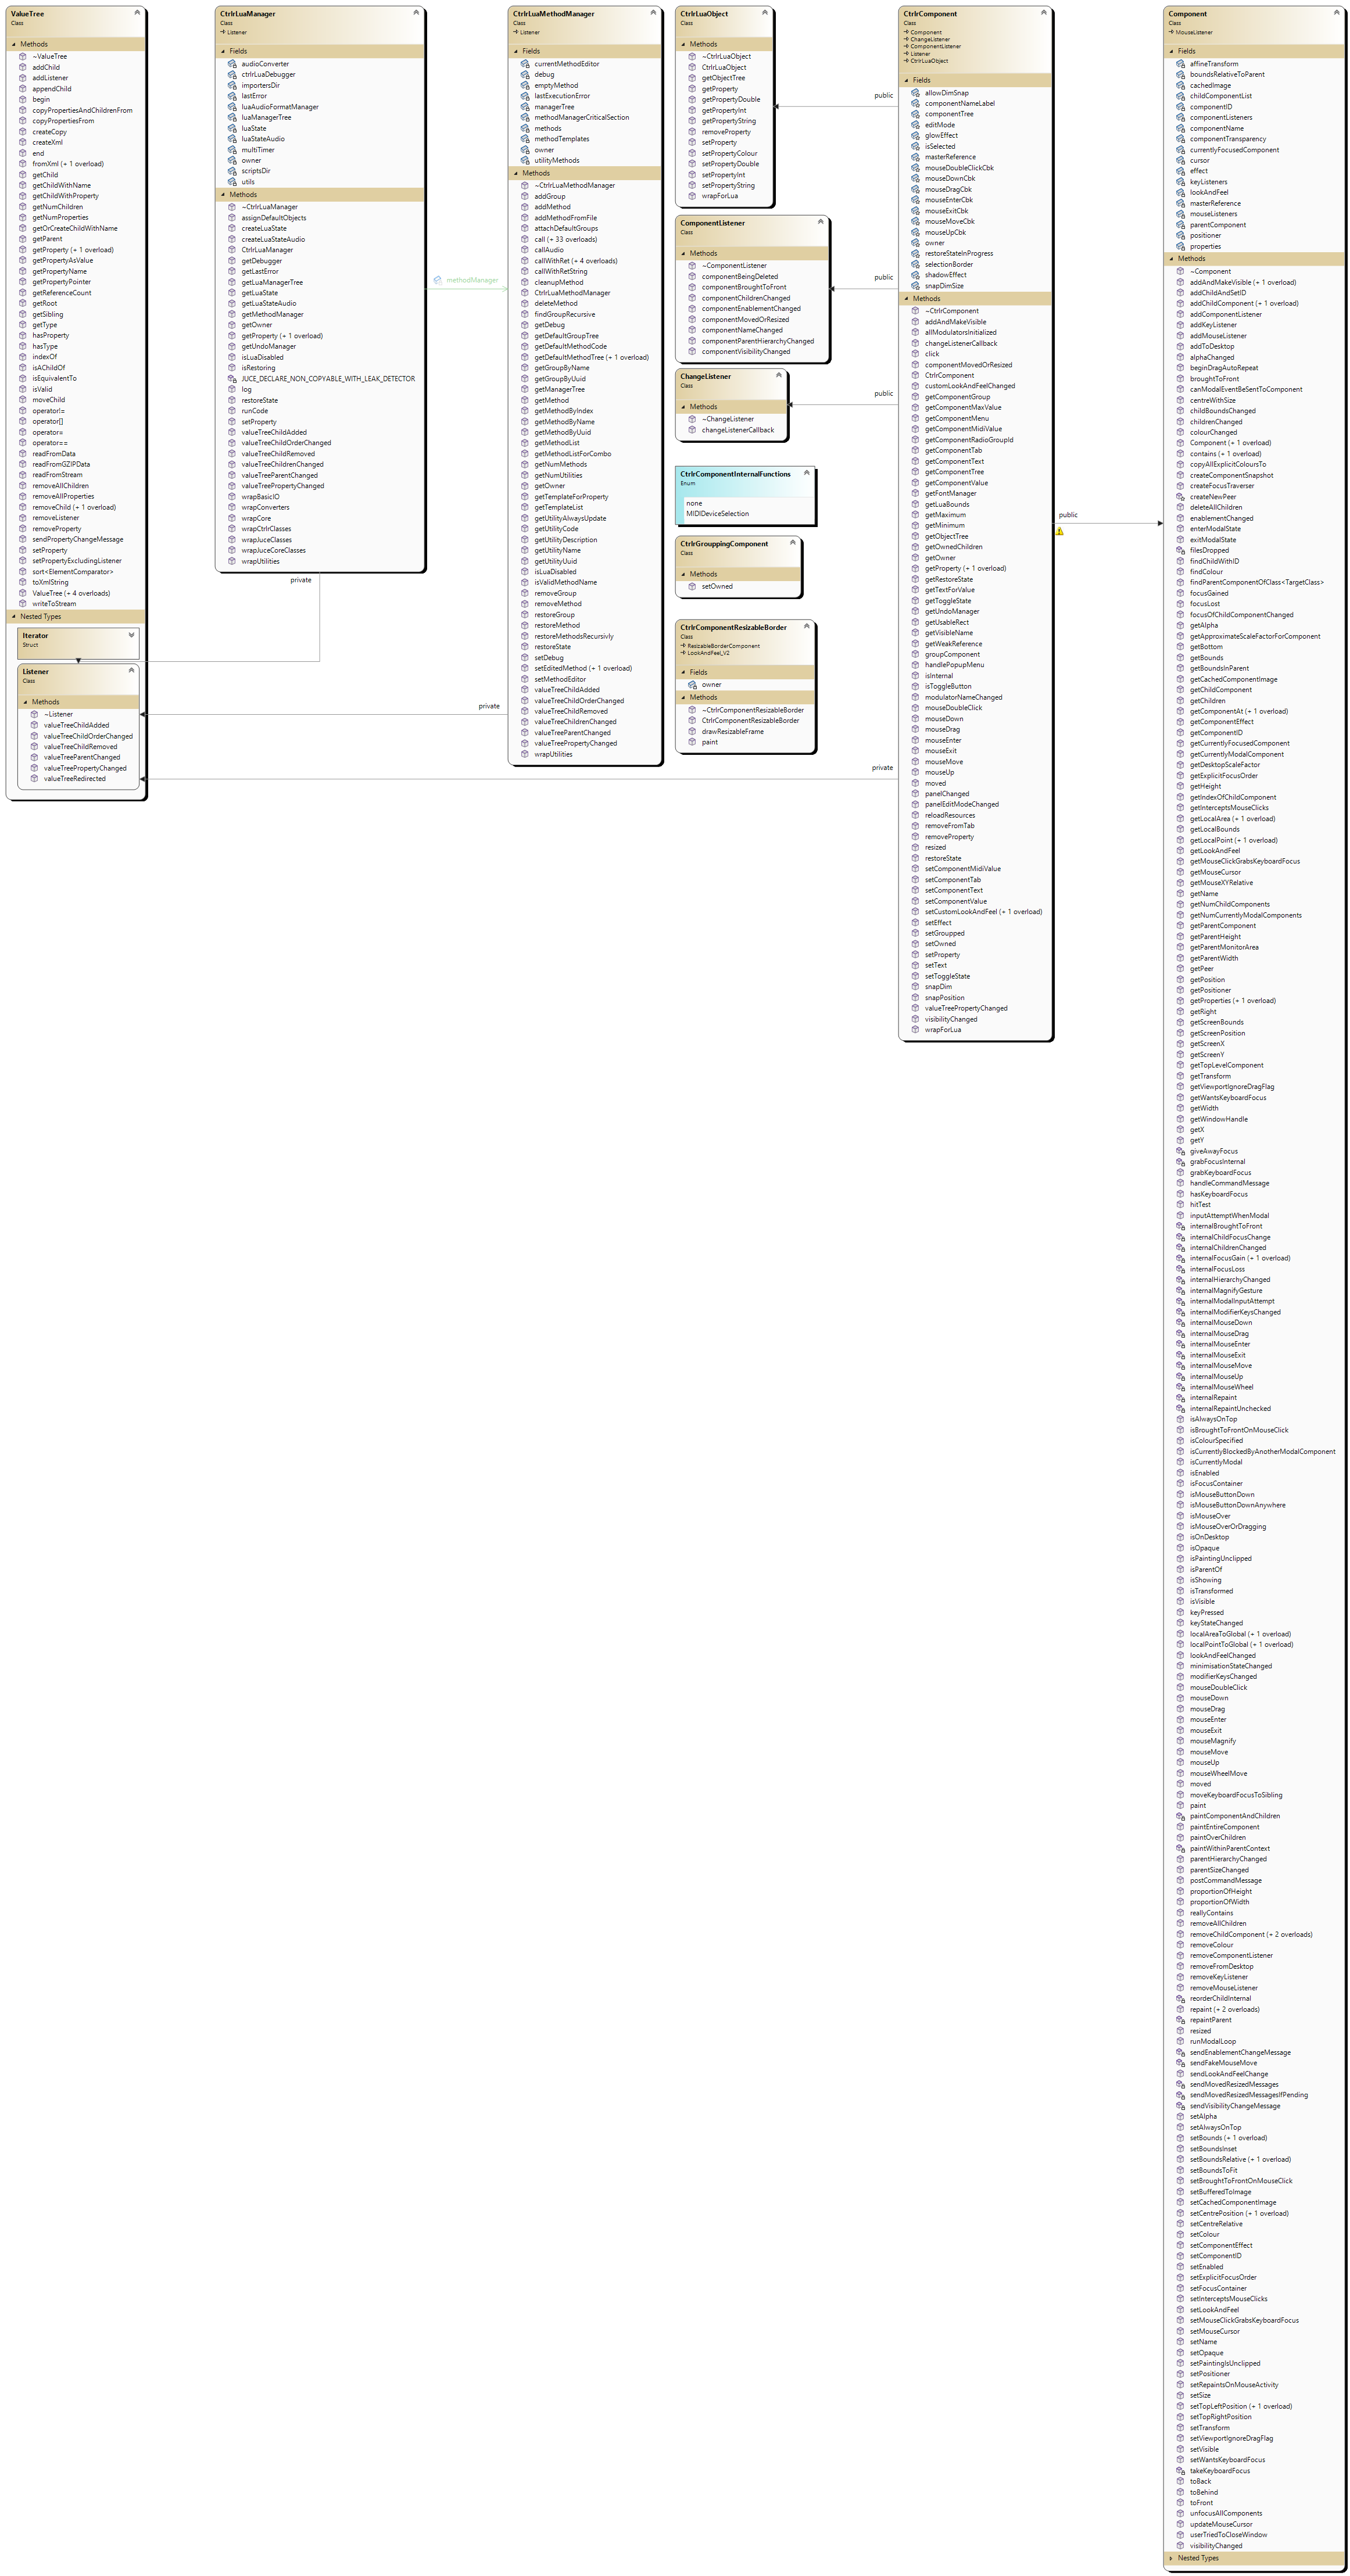 ValueTree
Class
Methods
~ValueTree
addChild
addListener
appendChild
begin
copyPropertiesAndChildrenFrom
copyPropertiesFrom
createCopy
createXml
end
fromXml (+ 1 overload)
getChild
getChildWithName
getChildWithProperty
getNumChildren
getNumProperties
getOrCreateChildWithName
getParent
getProperty (+ 1 overload)
getPropertyAsValue
getPropertyName
getPropertyPointer
getReferenceCount
getRoot
getSibling
getType
hasProperty
hasType
indexOf
isAChildOf
isEquivalentTo
isValid
moveChild
operator!=
operator[]
operator=
operator==
readFromData
readFromGZIPData
readFromStream
removeAllChildren
removeAllProperties
removeChild (+ 1 overload)
removeListener
removeProperty
sendPropertyChangeMessage
setProperty
setPropertyExcludingListener
sort<ElementComparator>
toXmlString
ValueTree (+ 4 overloads)
writeToStream
Nested Types
Iterator
Struct
Listener
Class
Methods
~Listener
valueTreeChildAdded
valueTreeChildOrderChanged
valueTreeChildRemoved
valueTreeParentChanged
valueTreePropertyChanged
valueTreeRedirected
CtrlrLuaManager
Class
Listener
Fields
audioConverter
ctrlrLuaDebugger
importersDir
lastError
luaAudioFormatManager
luaManagerTree
luaState
luaStateAudio
multiTimer
owner
scriptsDir
utils
Methods
~CtrlrLuaManager
assignDefaultObjects
createLuaState
createLuaStateAudio
CtrlrLuaManager
getDebugger
getLastError
getLuaManagerTree
getLuaState
getLuaStateAudio
getMethodManager
getOwner
getProperty (+ 1 overload)
getUndoManager
isLuaDisabled
isRestoring
JUCE_DECLARE_NON_COPYABLE_WITH_LEAK_DETECTOR
log
restoreState
runCode
setProperty
valueTreeChildAdded
valueTreeChildOrderChanged
valueTreeChildRemoved
valueTreeChildrenChanged
valueTreeParentChanged
valueTreePropertyChanged
wrapBasicIO
wrapConverters
wrapCore
wrapCtrlrClasses
wrapJuceClasses
wrapJuceCoreClasses
wrapUtilities
private
methodManager
CtrlrLuaMethodManager
Class
Listener
Fields
currentMethodEditor
debug
emptyMethod
lastExecutionError
managerTree
methodManagerCriticalSection
methods
methodTemplates
owner
utilityMethods
Methods
~CtrlrLuaMethodManager
addGroup
addMethod
addMethodFromFile
attachDefaultGroups
call (+ 33 overloads)
callAudio
callWithRet (+ 4 overloads)
callWithRetString
cleanupMethod
CtrlrLuaMethodManager
deleteMethod
findGroupRecursive
getDebug
getDefaultGroupTree
getDefaultMethodCode
getDefaultMethodTree (+ 1 overload)
getGroupByName
getGroupByUuid
getManagerTree
getMethod
getMethodByIndex
getMethodByName
getMethodByUuid
getMethodList
getMethodListForCombo
getNumMethods
getNumUtilities
getOwner
getTemplateForProperty
getTemplateList
getUtilityAlwaysUpdate
getUtilityCode
getUtilityDescription
getUtilityName
getUtilityUuid
isLuaDisabled
isValidMethodName
removeGroup
removeMethod
restoreGroup
restoreMethod
restoreMethodsRecursivly
restoreState
setDebug
setEditedMethod (+ 1 overload)
setMethodEditor
valueTreeChildAdded
valueTreeChildOrderChanged
valueTreeChildRemoved
valueTreeChildrenChanged
valueTreeParentChanged
valueTreePropertyChanged
wrapUtilities
private
CtrlrLuaObject
Class
Methods
~CtrlrLuaObject
CtrlrLuaObject
getObjectTree
getProperty
getPropertyDouble
getPropertyInt
getPropertyString
removeProperty
setProperty
setPropertyColour
setPropertyDouble
setPropertyInt
setPropertyString
wrapForLua
public
ComponentListener
Class
Methods
~ComponentListener
componentBeingDeleted
componentBroughtToFront
componentChildrenChanged
componentEnablementChanged
componentMovedOrResized
componentNameChanged
componentParentHierarchyChanged
componentVisibilityChanged
public
ChangeListener
Class
Methods
~ChangeListener
changeListenerCallback
public
CtrlrComponentInternalFunctions
Enum
none
MIDIDeviceSelection
CtrlrGrouppingComponent
Class
Methods
setOwned
CtrlrComponentResizableBorder
Class
ResizableBorderComponent
LookAndFeel_V2
Fields
owner
Methods
~CtrlrComponentResizableBorder
CtrlrComponentResizableBorder
drawResizableFrame
paint
private
CtrlrComponent
Class
Component
ChangeListener
ComponentListener
Listener
CtrlrLuaObject
Fields
allowDimSnap
componentNameLabel
componentTree
editMode
glowEffect
isSelected
masterReference
mouseDoubleClickCbk
mouseDownCbk
mouseDragCbk
mouseEnterCbk
mouseExitCbk
mouseMoveCbk
mouseUpCbk
owner
restoreStateInProgress
selectionBorder
shadowEffect
snapDimSize
Methods
~CtrlrComponent
addAndMakeVisible
allModulatorsInitialized
changeListenerCallback
click
componentMovedOrResized
CtrlrComponent
customLookAndFeelChanged
getComponentGroup
getComponentMaxValue
getComponentMenu
getComponentMidiValue
getComponentRadioGroupId
getComponentTab
getComponentText
getComponentTree
getComponentValue
getFontManager
getLuaBounds
getMaximum
getMinimum
getObjectTree
getOwnedChildren
getOwner
getProperty (+ 1 overload)
getRestoreState
getTextForValue
getToggleState
getUndoManager
getUsableRect
getVisibleName
getWeakReference
groupComponent
handlePopupMenu
isInternal
isToggleButton
modulatorNameChanged
mouseDoubleClick
mouseDown
mouseDrag
mouseEnter
mouseExit
mouseMove
mouseUp
moved
panelChanged
panelEditModeChanged
reloadResources
removeFromTab
removeProperty
resized
restoreState
setComponentMidiValue
setComponentTab
setComponentText
setComponentValue
setCustomLookAndFeel (+ 1 overload)
setEffect
setGroupped
setOwned
setProperty
setText
setToggleState
snapDim
snapPosition
valueTreePropertyChanged
visibilityChanged
wrapForLua
public
Component
Class
MouseListener
Fields
affineTransform
boundsRelativeToParent
cachedImage
childComponentList
componentID
componentListeners
componentName
componentTransparency
currentlyFocusedComponent
cursor
effect
keyListeners
lookAndFeel
masterReference
mouseListeners
parentComponent
positioner
properties
Methods
~Component
addAndMakeVisible (+ 1 overload)
addChildAndSetID
addChildComponent (+ 1 overload)
addComponentListener
addKeyListener
addMouseListener
addToDesktop
alphaChanged
beginDragAutoRepeat
broughtToFront
canModalEventBeSentToComponent
centreWithSize
childBoundsChanged
childrenChanged
colourChanged
Component (+ 1 overload)
contains (+ 1 overload)
copyAllExplicitColoursTo
createComponentSnapshot
createFocusTraverser
createNewPeer
deleteAllChildren
enablementChanged
enterModalState
exitModalState
filesDropped
findChildWithID
findColour
findParentComponentOfClass<TargetClass>
focusGained
focusLost
focusOfChildComponentChanged
getAlpha
getApproximateScaleFactorForComponent
getBottom
getBounds
getBoundsInParent
getCachedComponentImage
getChildComponent
getChildren
getComponentAt (+ 1 overload)
getComponentEffect
getComponentID
getCurrentlyFocusedComponent
getCurrentlyModalComponent
getDesktopScaleFactor
getExplicitFocusOrder
getHeight
getIndexOfChildComponent
getInterceptsMouseClicks
getLocalArea (+ 1 overload)
getLocalBounds
getLocalPoint (+ 1 overload)
getLookAndFeel
getMouseClickGrabsKeyboardFocus
getMouseCursor
getMouseXYRelative
getName
getNumChildComponents
getNumCurrentlyModalComponents
getParentComponent
getParentHeight
getParentMonitorArea
getParentWidth
getPeer
getPosition
getPositioner
getProperties (+ 1 overload)
getRight
getScreenBounds
getScreenPosition
getScreenX
getScreenY
getTopLevelComponent
getTransform
getViewportIgnoreDragFlag
getWantsKeyboardFocus
getWidth
getWindowHandle
getX
getY
giveAwayFocus
grabFocusInternal
grabKeyboardFocus
handleCommandMessage
hasKeyboardFocus
hitTest
inputAttemptWhenModal
internalBroughtToFront
internalChildFocusChange
internalChildrenChanged
internalFocusGain (+ 1 overload)
internalFocusLoss
internalHierarchyChanged
internalMagnifyGesture
internalModalInputAttempt
internalModifierKeysChanged
internalMouseDown
internalMouseDrag
internalMouseEnter
internalMouseExit
internalMouseMove
internalMouseUp
internalMouseWheel
internalRepaint
internalRepaintUnchecked
isAlwaysOnTop
isBroughtToFrontOnMouseClick
isColourSpecified
isCurrentlyBlockedByAnotherModalComponent
isCurrentlyModal
isEnabled
isFocusContainer
isMouseButtonDown
isMouseButtonDownAnywhere
isMouseOver
isMouseOverOrDragging
isOnDesktop
isOpaque
isPaintingUnclipped
isParentOf
isShowing
isTransformed
isVisible
keyPressed
keyStateChanged
localAreaToGlobal (+ 1 overload)
localPointToGlobal (+ 1 overload)
lookAndFeelChanged
minimisationStateChanged
modifierKeysChanged
mouseDoubleClick
mouseDown
mouseDrag
mouseEnter
mouseExit
mouseMagnify
mouseMove
mouseUp
mouseWheelMove
moved
moveKeyboardFocusToSibling
paint
paintComponentAndChildren
paintEntireComponent
paintOverChildren
paintWithinParentContext
parentHierarchyChanged
parentSizeChanged
postCommandMessage
proportionOfHeight
proportionOfWidth
reallyContains
removeAllChildren
removeChildComponent (+ 2 overloads)
removeColour
removeComponentListener
removeFromDesktop
removeKeyListener
removeMouseListener
reorderChildInternal
repaint (+ 2 overloads)
repaintParent
resized
runModalLoop
sendEnablementChangeMessage
sendFakeMouseMove
sendLookAndFeelChange
sendMovedResizedMessages
sendMovedResizedMessagesIfPending
sendVisibilityChangeMessage
setAlpha
setAlwaysOnTop
setBounds (+ 1 overload)
setBoundsInset
setBoundsRelative (+ 1 overload)
setBoundsToFit
setBroughtToFrontOnMouseClick
setBufferedToImage
setCachedComponentImage
setCentrePosition (+ 1 overload)
setCentreRelative
setColour
setComponentEffect
setComponentID
setEnabled
setExplicitFocusOrder
setFocusContainer
setInterceptsMouseClicks
setLookAndFeel
setMouseClickGrabsKeyboardFocus
setMouseCursor
setName
setOpaque
setPaintingIsUnclipped
setPositioner
setRepaintsOnMouseActivity
setSize
setTopLeftPosition (+ 1 overload)
setTopRightPosition
setTransform
setViewportIgnoreDragFlag
setVisible
setWantsKeyboardFocus
takeKeyboardFocus
toBack
toBehind
toFront
unfocusAllComponents
updateMouseCursor
userTriedToCloseWindow
visibilityChanged
Nested Types